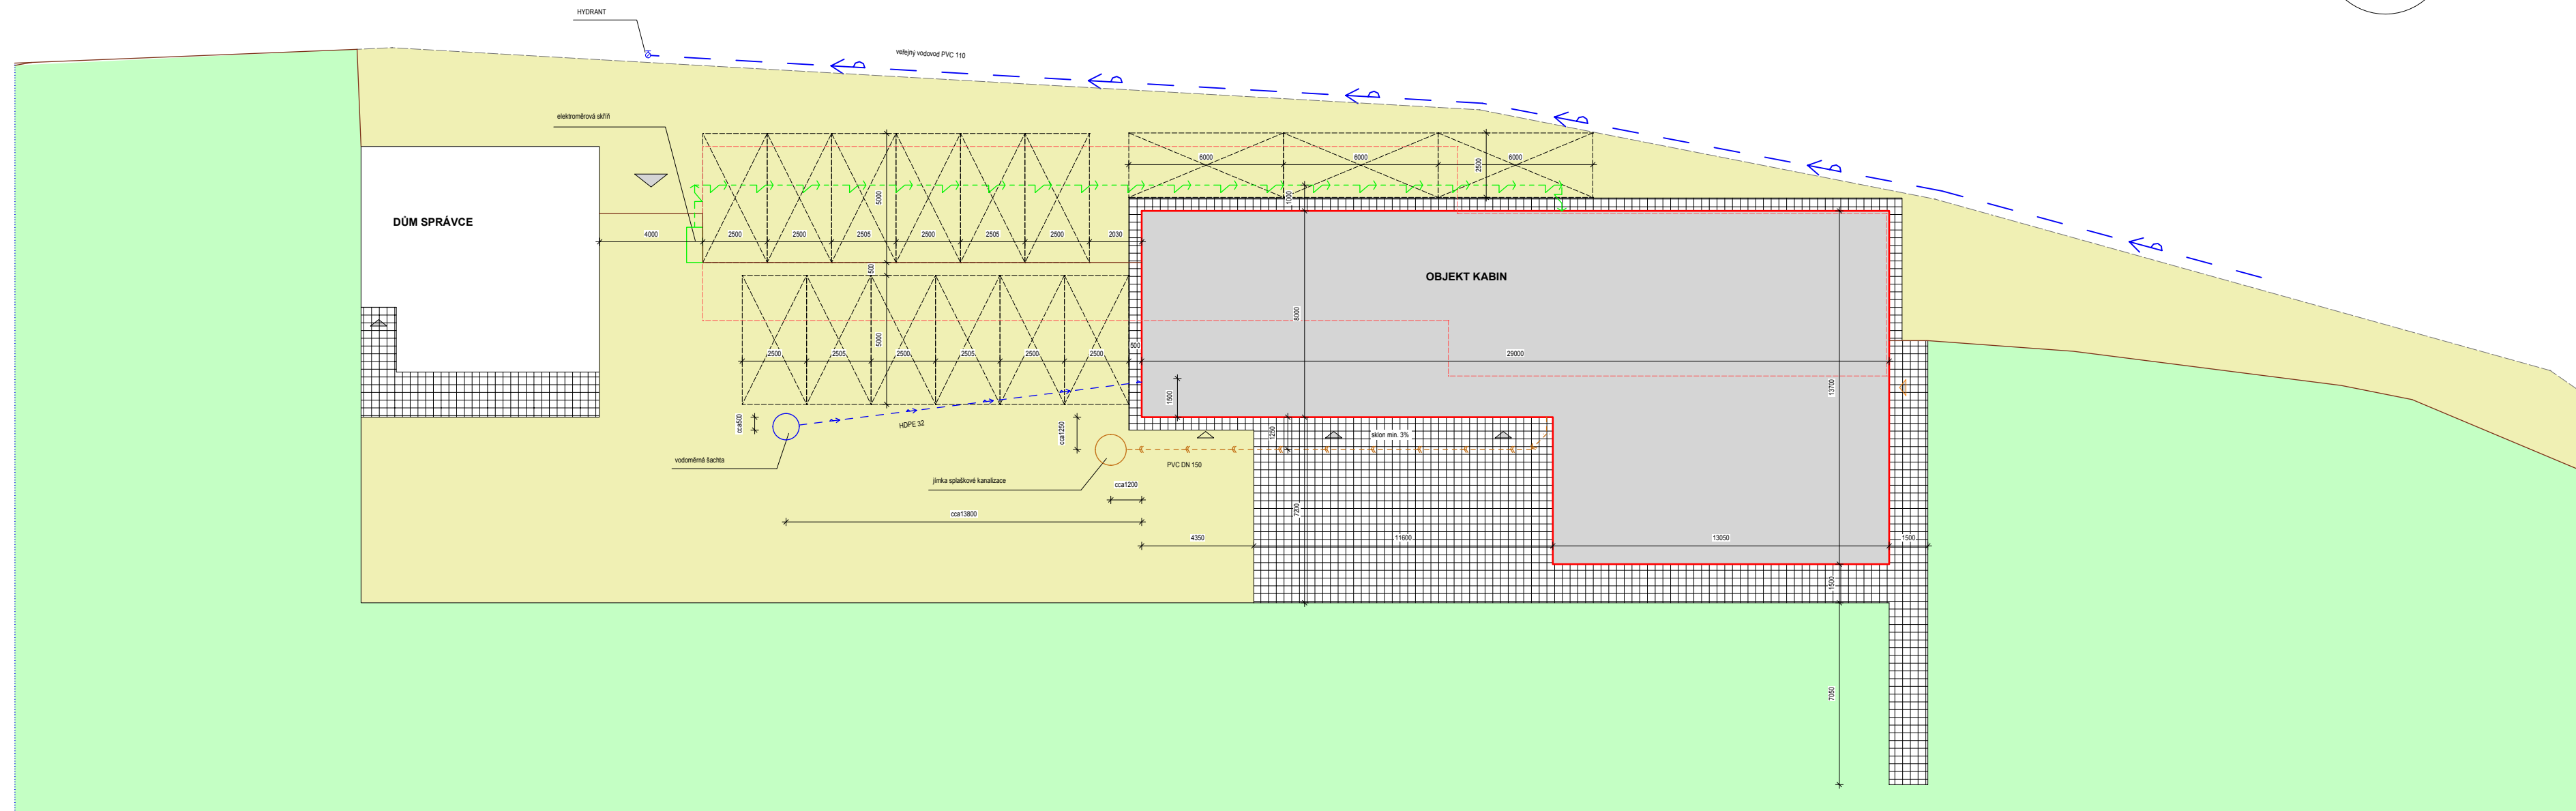 HYDRANT
veřejný vodovod PVC 110
elektroměrová skříň
6000
6000
6000
2500
5000
1000
DŮM SPRÁVCE
4000
2500
2500
2505
2500
2505
2500
2030
500
OBJEKT KABIN
8000
5000
2500
2505
2500
2505
2500
2500
500
29000
13700
1500
cca500
HDPE 32
cca1250
1250
sklon min. 3%
vodoměrná šachta
PVC DN 150
jímka splaškové kanalizace
cca1200
cca13800
7200
4350
11600
13050
1500
1500
7050